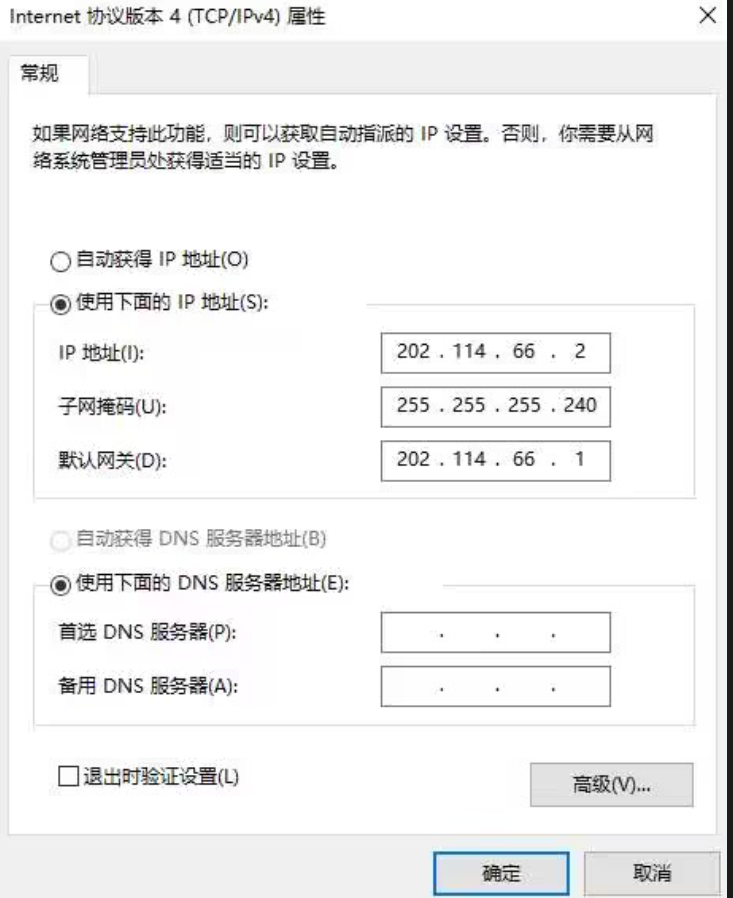 Internet 协议版本 4 (TCP/IPv4) 属性
常规
如果网络支持此功能，则可以获取自动指派的 IP 设置。否则，你需要从网
络系统管理员处获得适当的 IP 设置。
自动获得 IP 地址(O)
使用下面的 IP 地址(S):
IP 地址(I): 202 . 114 . 66 . 2
子网掩码(U): 255 . 255 . 255 . 240
默认网关(D): 202 . 114 . 66 . 1
自动获得 DNS 服务器地址(B)
使用下面的 DNS 服务器地址(E):
首选 DNS 服务器(P): . . .
备用 DNS 服务器(A): . . .
退出时验证设置(L)
高级(V)...
确定 取消